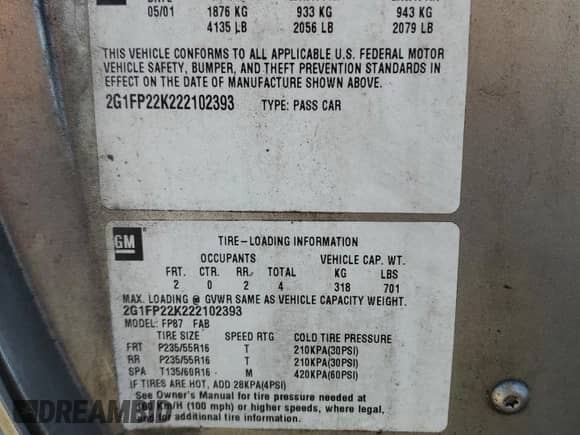 DATE
05/01 1876 KG 933 KG 943 KG
4135 LB 2056 LB 2079 LB
THIS VEHICLE CONFORMS TO ALL APPLICABLE U.S. FEDERAL MOTOR
VEHICLE SAFETY, BUMPER, AND THEFT PREVENTION STANDARDS IN
EFFECT ON THE DATE OF MANUFACTURE SHOWN ABOVE.
2G1FP22K222102393 TYPE: PASS CAR
GM TIRE-LOADING INFORMATION
OCCUPANTS VEHICLE CAP. WT.
FRT. CTR. RR. TOTAL KG LBS
2 0 2 4 318 701
MAX. LOADING @ GVWR SAME AS VEHICLE CAPACITY WEIGHT.
2G1FP22K222102393
MODEL: FP87 FAB
TIRE SIZE SPEED RTG COLD TIRE PRESSURE
FRT P235/55R16 T 210KPA(30PSI)
RR P235/55R16 T 210KPA(30PSI)
SPA T135/60R16 M 420KPA(60PSI)
IF TIRES ARE HOT, ADD 28KPA(4PSI)
See Owner's Manual for tire pressure needed at
Km/H (100 mph) or higher speeds, where legal,
and for additional tire information.
DREAMBID